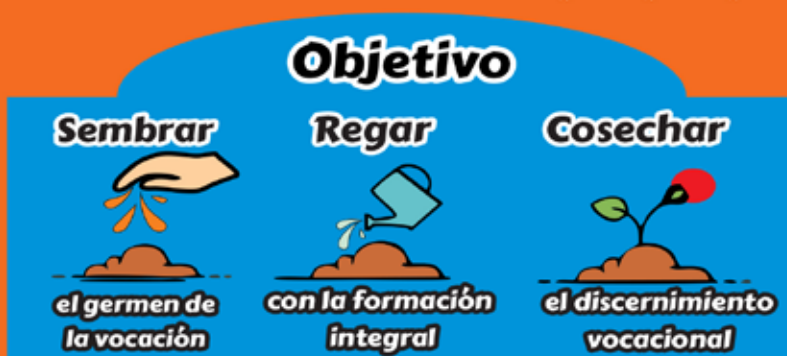 Objetivo
Sembrar
Regar
Cosechar
el germen de
la vocación
con la formación
integral
el discernimiento
vocacional